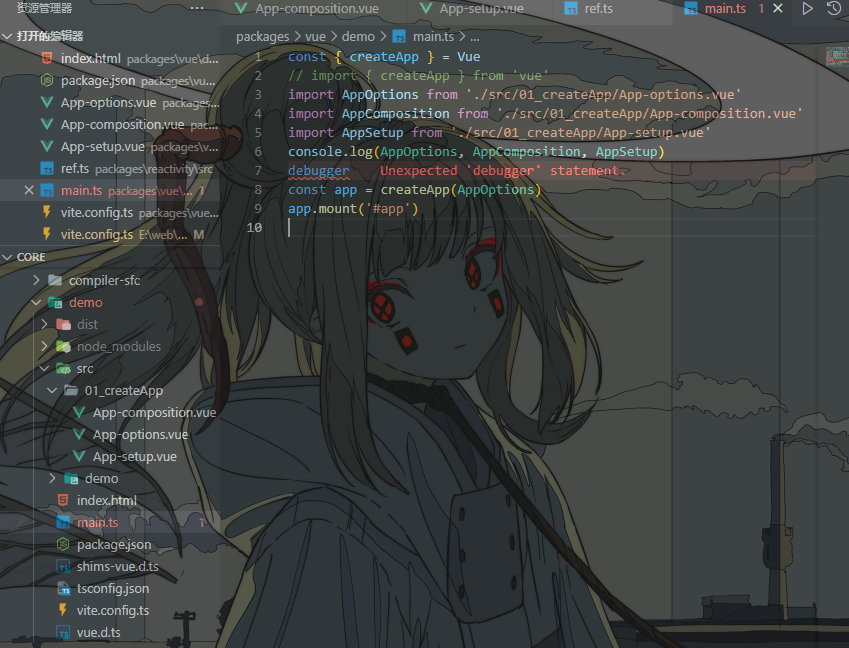 资源管理器 ···
打开的编辑器
index.html packages\vue\d...
package.json packages\vu...
App-options.vue packages...
App-composition.vue pac...
App-setup.vue packages\v...
ref.ts packages\reactivity\src
main.ts packages\vue\... 1
vite.config.ts packages\vue...
vite.config.ts E:\web\... M
CORE
compiler-sfc
demo
dist
node_modules
src
01_createApp
App-composition.vue
App-options.vue
App-setup.vue
demo
index.html
main.ts 1
package.json
shims-vue.d.ts
tsconfig.json
vite.config.ts
vue.d.ts
App-composition.vue App-setup.vue ref.ts main.ts 1
packages > vue > demo > main.ts > ...
1 const { createApp } = Vue
2 // import { createApp } from 'vue'
3 import AppOptions from './src/01_createApp/App-options.vue'
4 import AppComposition from './src/01_createApp/App-composition.vue'
5 import AppSetup from './src/01_createApp/App-setup.vue'
6 console.log(AppOptions, AppComposition, AppSetup)
7 debugger Unexpected 'debugger' statement.
8 const app = createApp(AppOptions)
9 app.mount('#app')
10